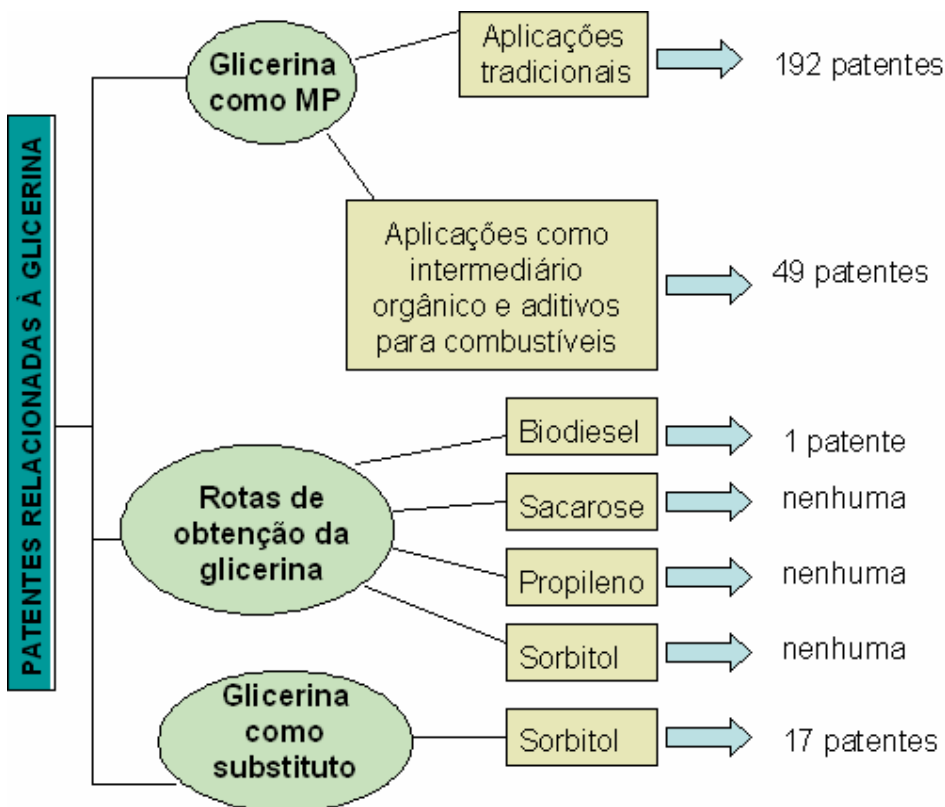 PATENTES RELACIONADAS À GLICERINA
Glicerina
como MP
Aplicações
tradicionais
192 patentes
Aplicações como
intermediário
orgânico e aditivos
para combustíveis
49 patentes
Rotas de
obtenção da
glicerina
Biodiesel
1 patente
Sacarose
nenhuma
Propileno
nenhuma
Sorbitol
nenhuma
Glicerina
como
substituto
Sorbitol
17 patentes